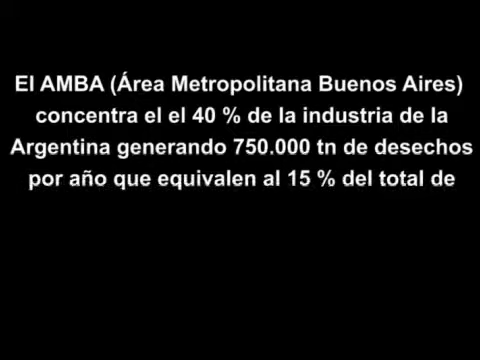 El AMBA (Área Metropolitana Buenos Aires)
concentra el el 40 % de la industria de la
Argentina generando 750.000 tn de desechos
por año que equivalen al 15 % del total de